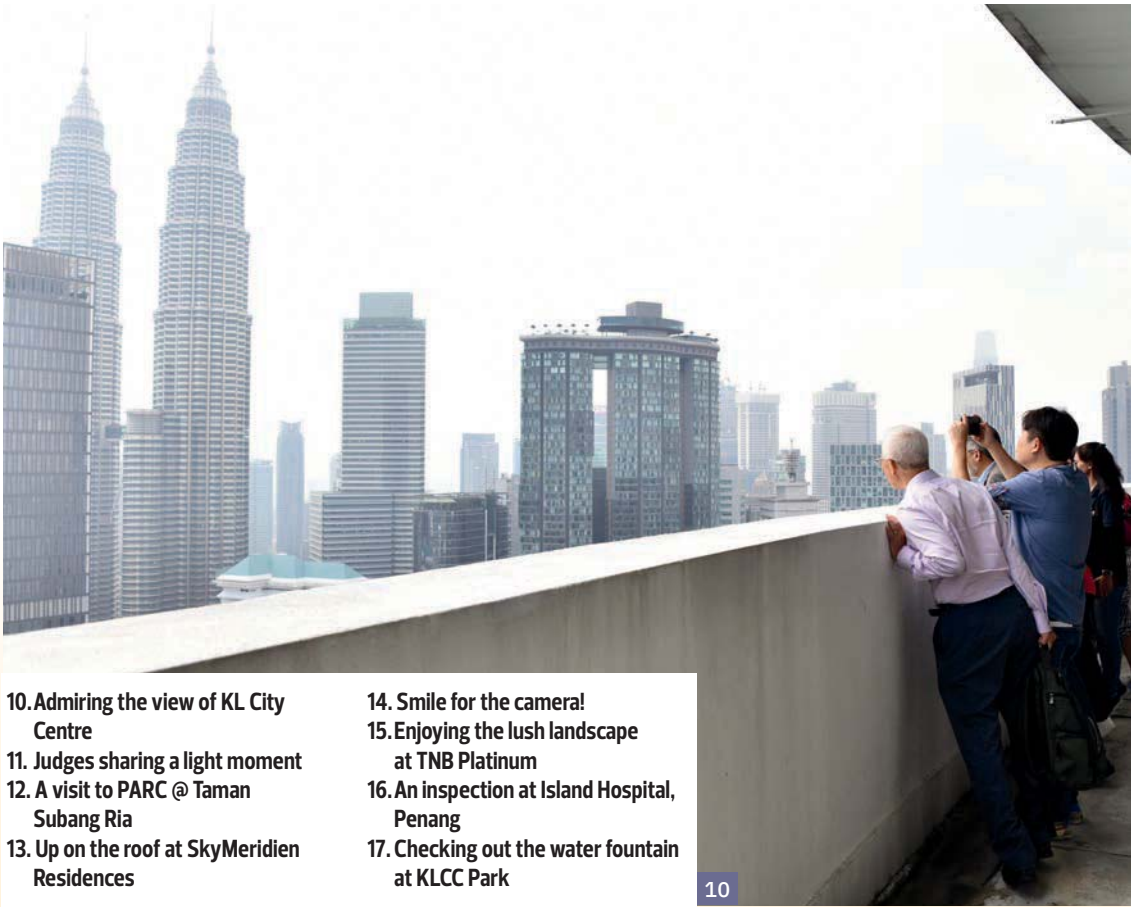 10. Admiring the view of KL City
Centre
11. Judges sharing a light moment
12. A visit to PARC @ Taman
Subang Ria
13. Up on the roof at SkyMeridien
Residences
14. Smile for the camera!
15. Enjoying the lush landscape
at TNB Platinum
16. An inspection at Island Hospital,
Penang
17. Checking out the water fountain
at KLCC Park
10